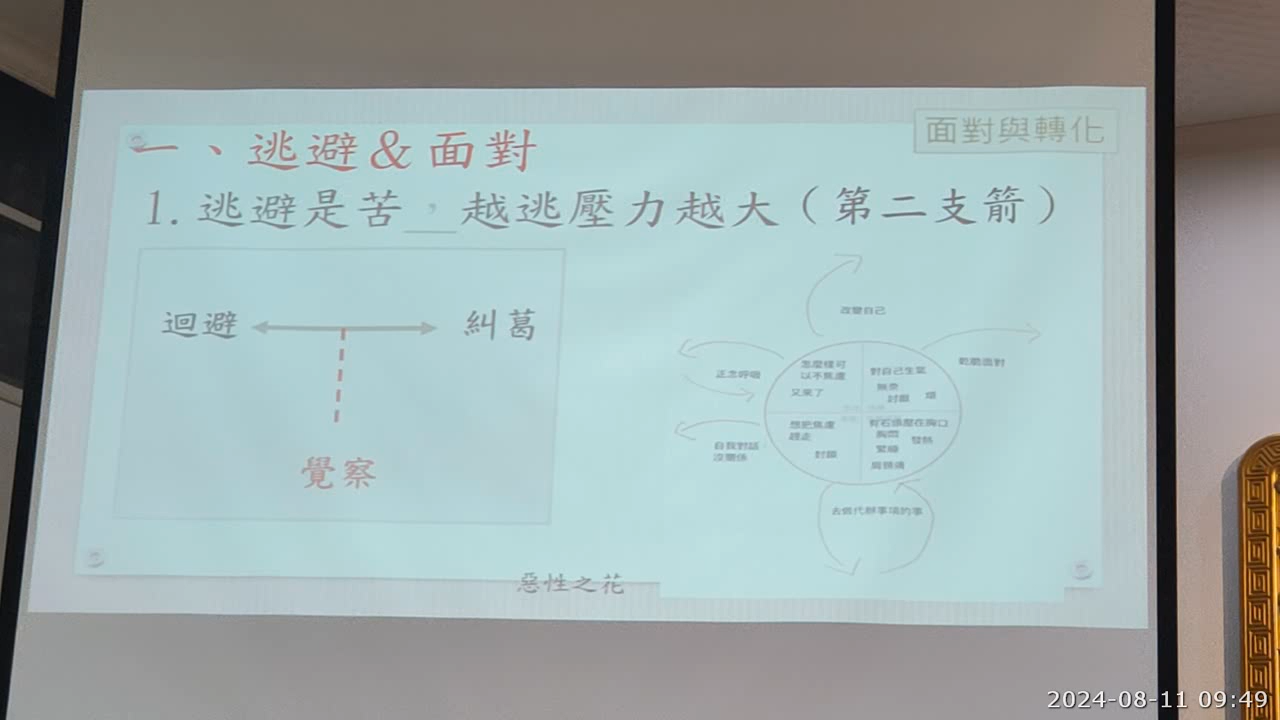 面對與轉化
一、逃避＆面對
1. 逃避是苦，越逃壓力越大（第二支箭）
迴避
糾葛
覺察
改變自己
乾脆面對
正念呼吸
自我對話
沒關係
怎麼樣可
以不焦慮
又來了
對自己生氣
無奈
討厭
煩
想把焦慮
趕走
討厭
有石頭壓在胸口
胸悶
發熱
緊繃
肩頸痛
去做代辦事項的事
惡性之花
2024-08-11 09:49